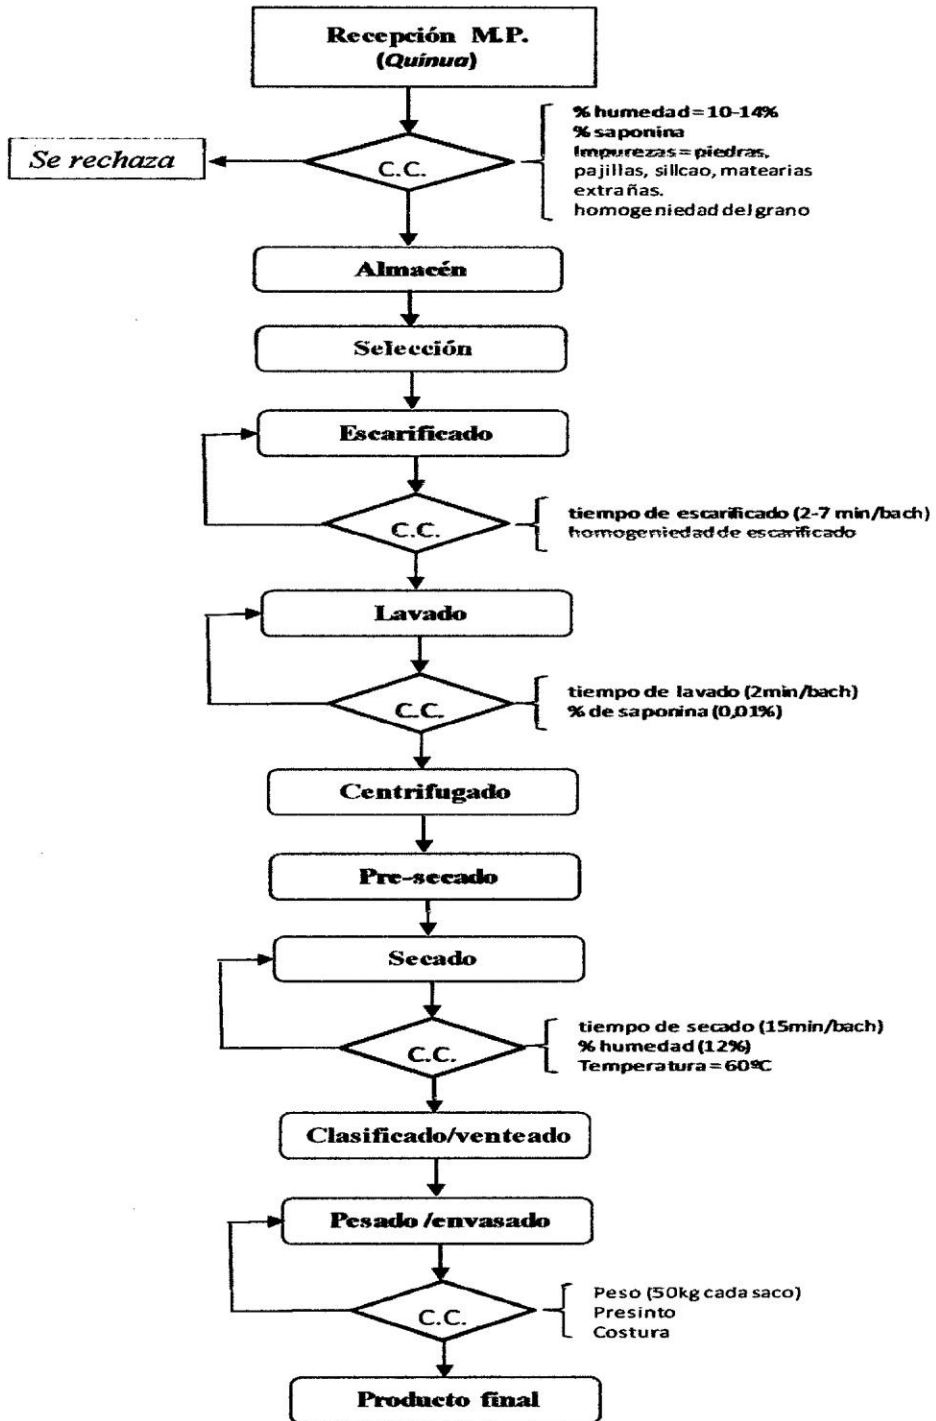 Recepción M.P.
(Quinua)
% humedad = 10-14%
% saponina
Impurezas = piedras,
pajillas, sillcao, matearias
extrañas.
homogeniedad del grano
Se rechaza
C.C.
Almacén
Selección
Escarificado
C.C.
tiempo de escarificado (2-7 min/bach)
homogeniedad de escarificado
Lavado
C.C.
tiempo de lavado (2min/bach)
% de saponina (0,01%)
Centrifugado
Pre-secado
Secado
C.C.
tiempo de secado (15min/bach)
% humedad (12%)
Temperatura = 60ºC
Clasificado/venteado
Pesado /envasado
C.C.
Peso (50kg cada saco)
Presinto
Costura
Producto final